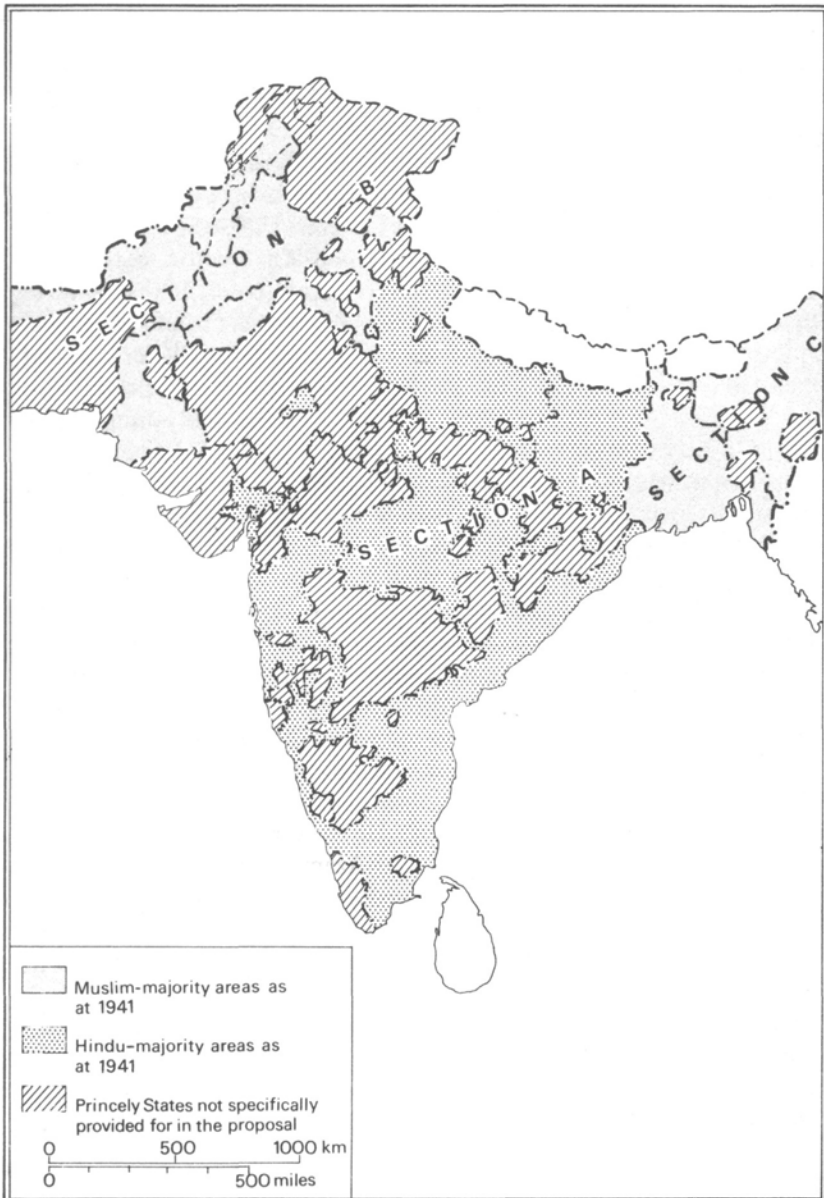 SECTION B
SECTION A
SECTION C
Muslim-majority areas as
at 1941
Hindu-majority areas as
at 1941
Princely States not specifically
provided for in the proposal
0 500 1000 km
0 500 miles